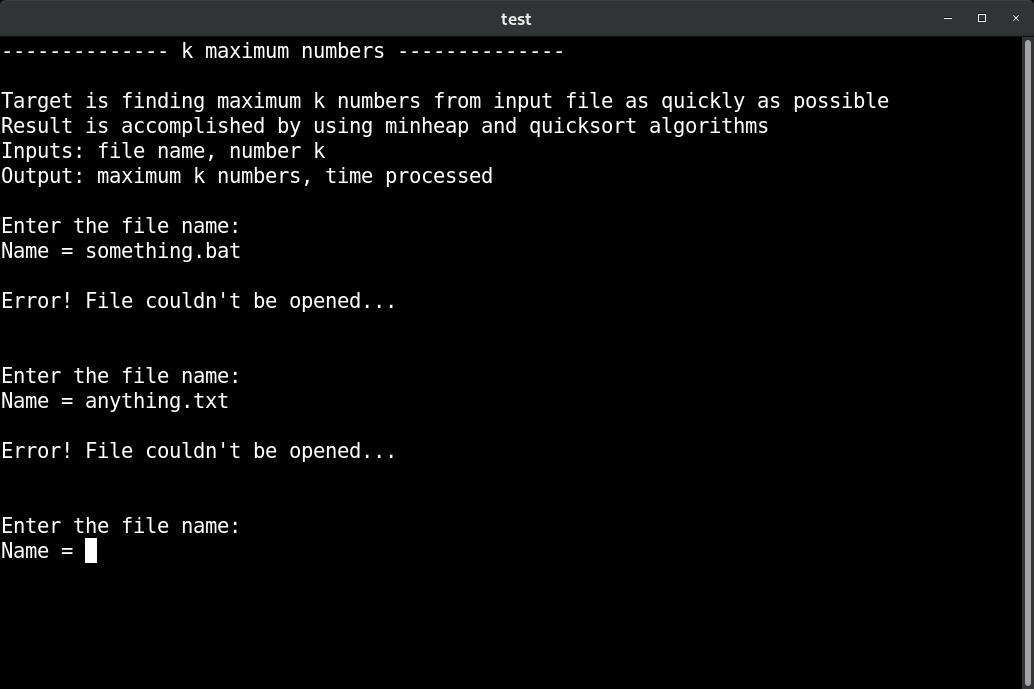 test
-------------- k maximum numbers --------------
Target is finding maximum k numbers from input file as quickly as possible
Result is accomplished by using minheap and quicksort algorithms
Inputs: file name, number k
Output: maximum k numbers, time processed
Enter the file name:
Name = something.bat
Error! File couldn't be opened...
Enter the file name:
Name = anything.txt
Error! File couldn't be opened...
Enter the file name:
Name =